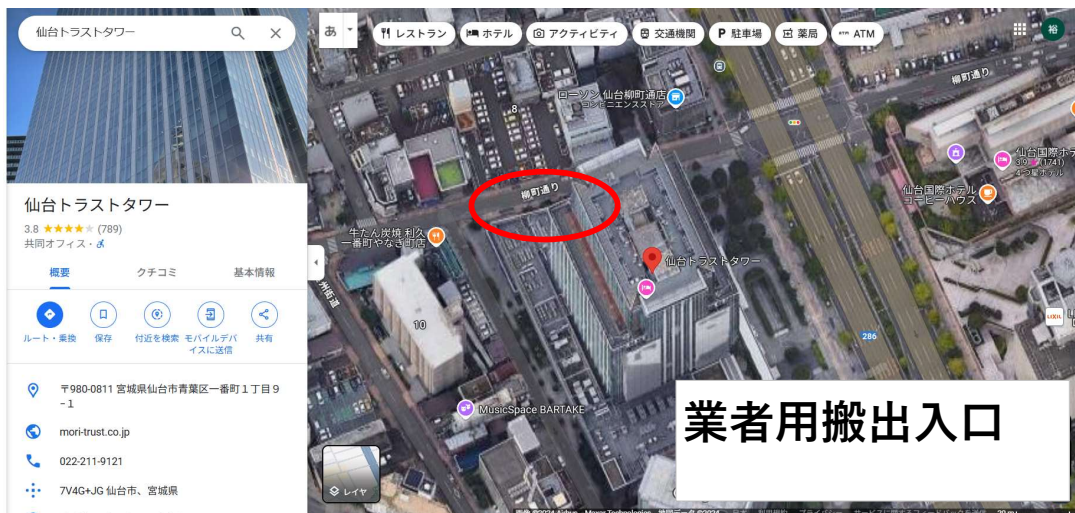 仙台トラストタワー
あ
レストラン
ホテル
アクティビティ
交通機関
P 駐車場
薬局
ATM ATM
裕
仙台トラストタワー
3.8 ★★★★★ (789)
共同オフィス・
概要
クチコミ
基本情報
ルート・乗換
保存
付近を検索
モバイルデバ
イスに送信
共有
〒980-0811 宮城県仙台市青葉区一番町１丁目９
−１
mori-trust.co.jp
022-211-9121
7V4G+JG 仙台市、宮城県
柳町通り
ローソン 仙台柳町通店
コンビニエンスストア
8
仙台国際ホテ
3.9 (1741)
4 つ星ホテル
仙台国際ホテル
コーヒーハウス
柳町通り
牛たん炭焼 利久
一番町やなぎ町店
仙台トラストタワー
州街道
10
286
LIXIL
MusicSpace BARTAKE
レイヤ
業者用搬出入口